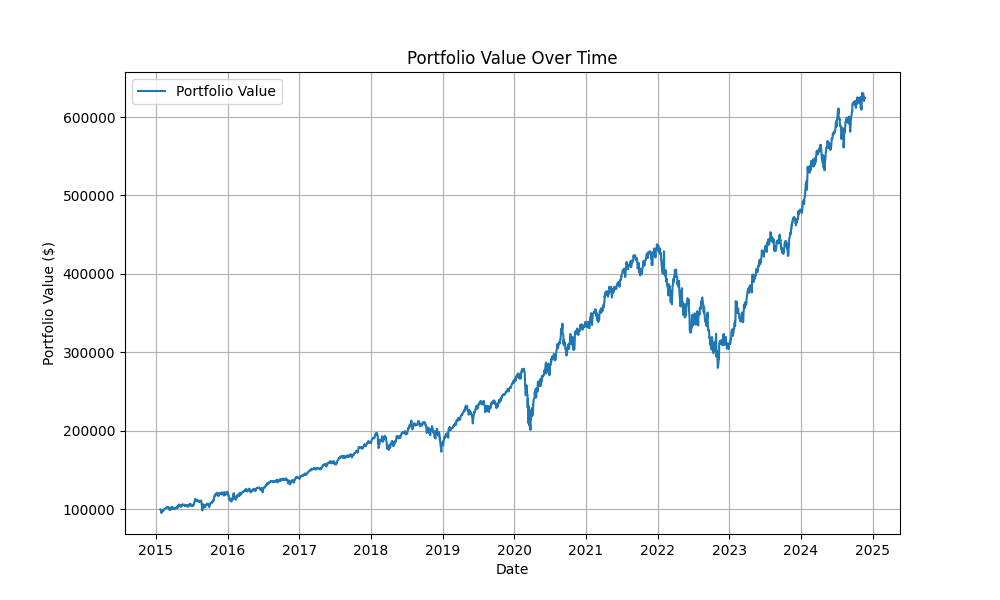 Portfolio Value Over Time
Portfolio Value
600000
500000
400000
300000
200000
100000
Portfolio Value ($)
2015 2016 2017 2018 2019 2020 2021 2022 2023 2024 2025
Date